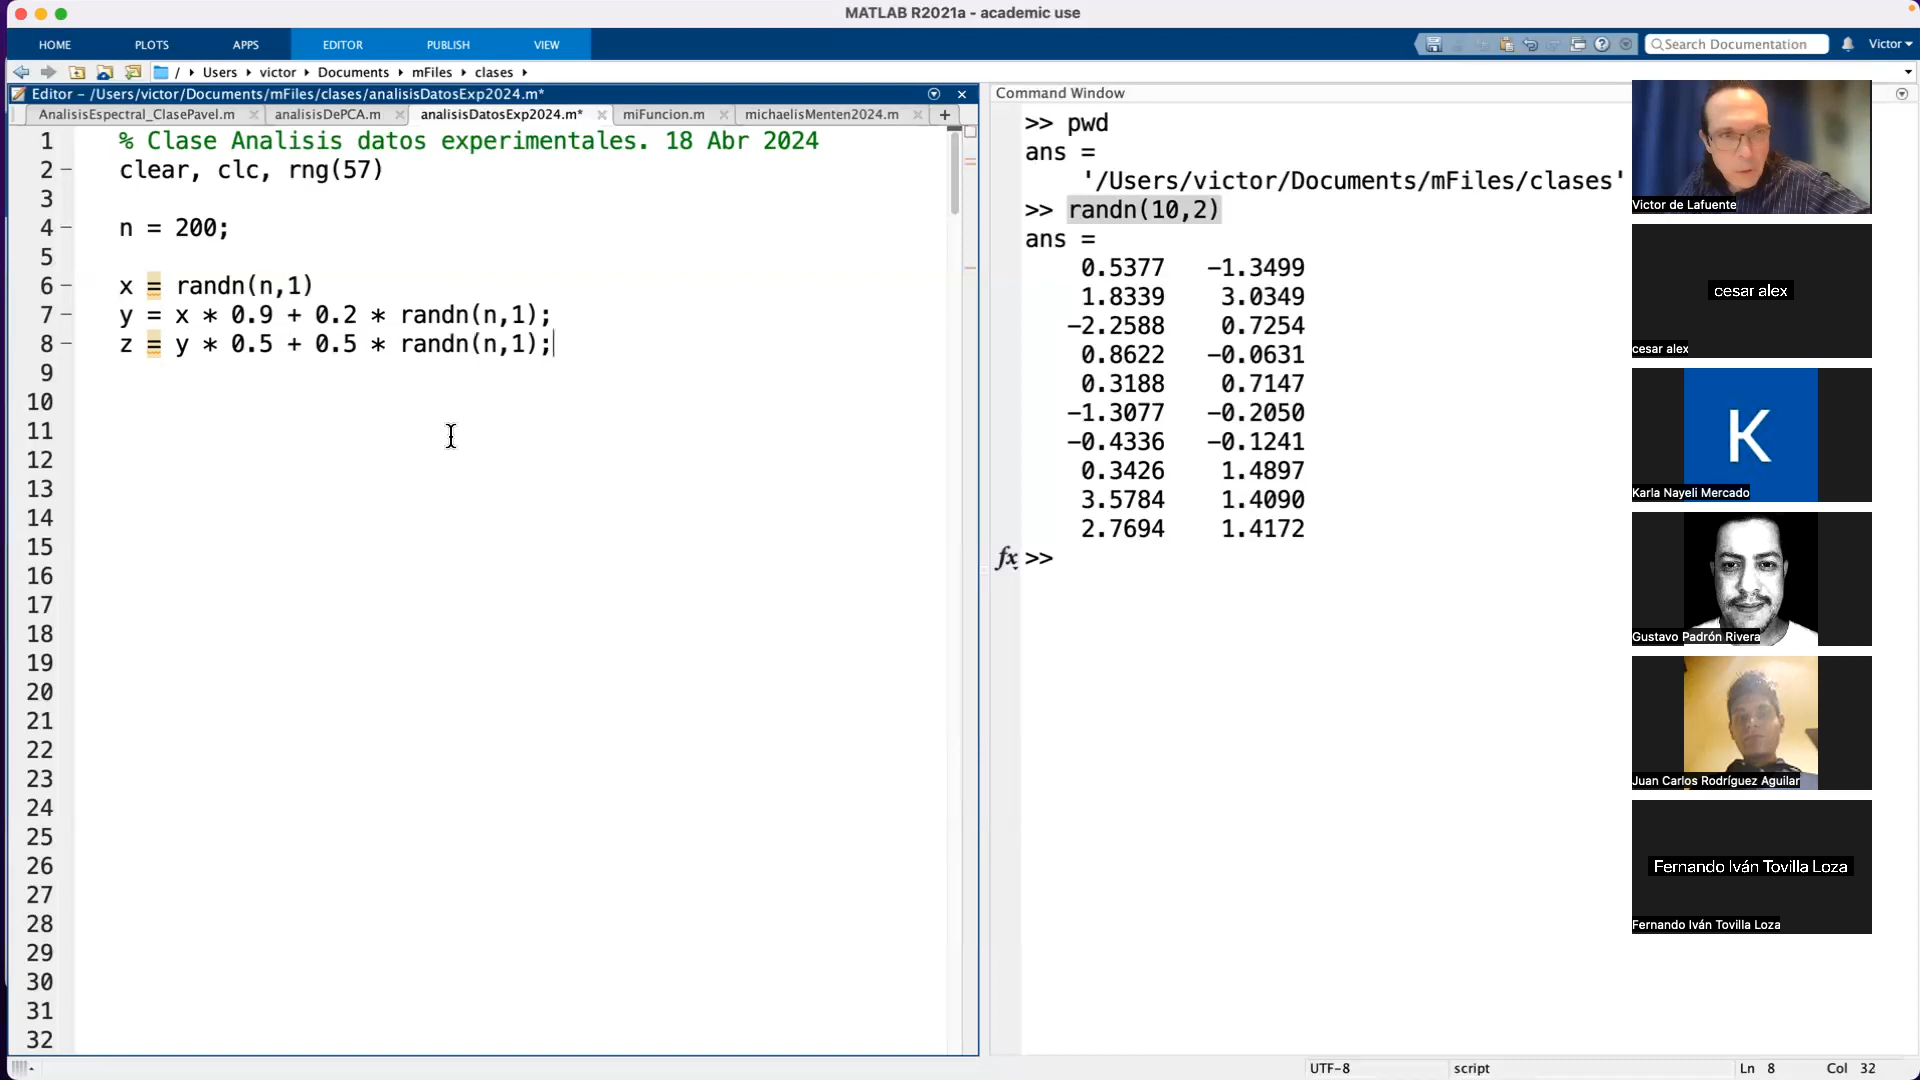 MATLAB R2021a - academic use
HOME PLOTS APPS EDITOR PUBLISH VIEW Search Documentation Victor
/ Users victor Documents mFiles clases
Editor - /Users/victor/Documents/mFiles/clases/analisisDatosExp2024.m*
AnalisisEspectral_ClasePavel.m analisisDePCA.m analisisDatosExp2024.m* miFuncion.m michaelisMenten2024.m +
1 % Clase Analisis datos experimentales. 18 Abr 2024
2 – clear, clc, rng(57)
3
4 – n = 200;
5
6 – x = randn(n,1)
7 – y = x * 0.9 + 0.2 * randn(n,1);
8 – z = y * 0.5 + 0.5 * randn(n,1);
9
10
11
12
13
14
15
16
17
18
19
20
21
22
23
24
25
26
27
28
29
30
31
32
Command Window
>> pwd
ans =
'/Users/victor/Documents/mFiles/clases'
>> randn(10,2)
ans =
0.5377 -1.3499
1.8339 3.0349
-2.2588 0.7254
0.8622 -0.0631
0.3188 0.7147
-1.3077 -0.2050
-0.4336 -0.1241
0.3426 1.4897
3.5784 1.4090
2.7694 1.4172
fx >>
Victor de Lafuente
cesar alex
cesar alex
K
Karla Nayeli Mercado
Gustavo Padrón Rivera
Juan Carlos Rodríguez Aguilar
Fernando Iván Tovilla Loza
Fernando Iván Tovilla Loza
UTF-8 script Ln 8 Col 32